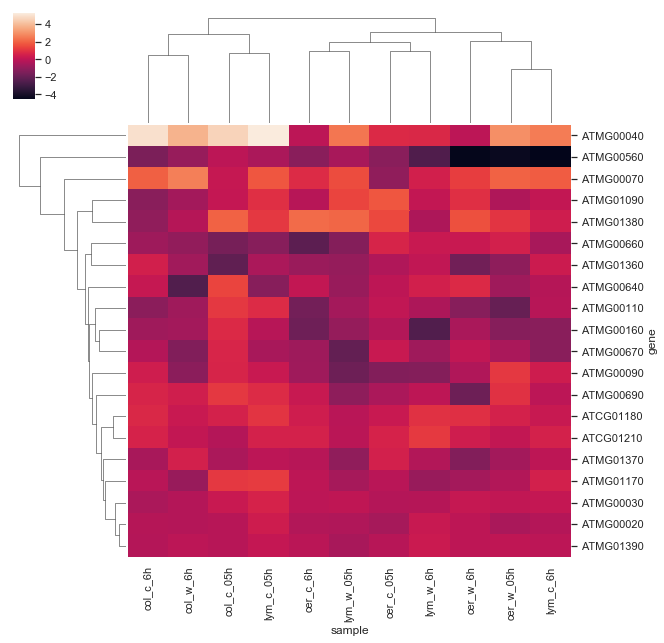 4
2
0
−2
−4
ATMG00040
ATMG00560
ATMG00070
ATMG01090
ATMG01380
ATMG00660
ATMG01360
ATMG00640
ATMG00110
ATMG00160
ATMG00670
ATMG00090
ATMG00690
ATCG01180
ATCG01210
ATMG01370
ATMG01170
ATMG00030
ATMG00020
ATMG01390
gene
col_c_6h
col_w_6h
col_c_05h
lym_c_05h
cer_c_6h
lym_w_05h
cer_c_05h
lym_w_6h
cer_w_6h
cer_w_05h
lym_c_6h
sample